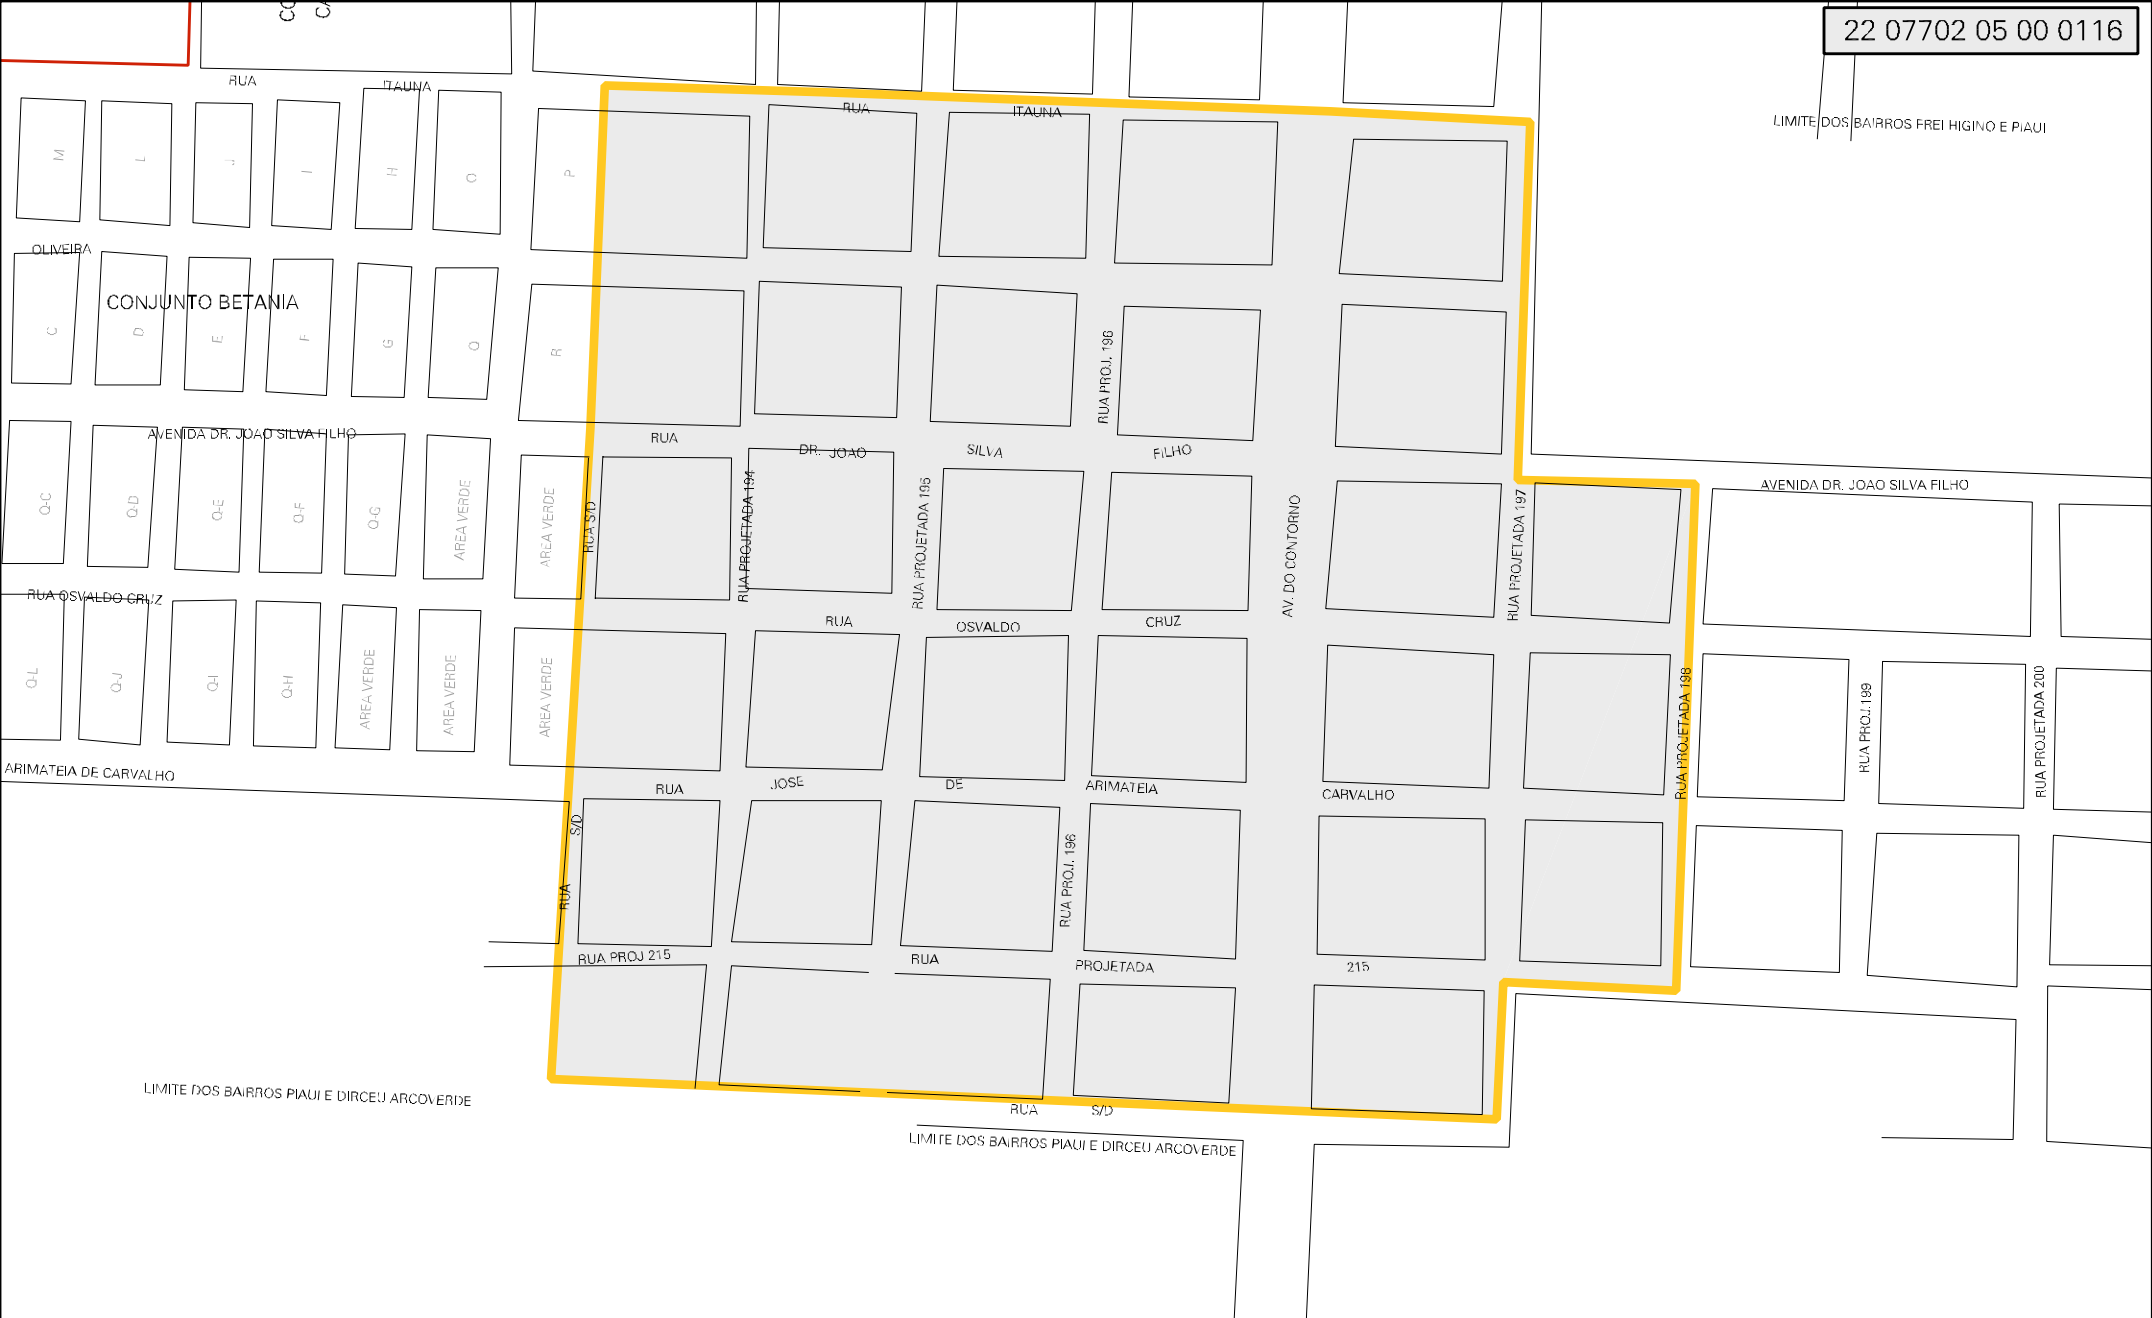 22 07702 05 00 0116
RUA ITAUNA
RUA ITAUNA
LIMITE DOS BAIRROS FREI HIGINO E PIAUI
M
L
J
I
H
O
P
OLIVEIRA
CONJUNTO BETANIA
C
D
E
F
G
Q
R
RUA PROJ. 196
AVENIDA DR. JOAO SILVA FILHO
RUA DR. JOAO SILVA FILHO
AVENIDA DR. JOAO SILVA FILHO
Q-C
Q-D
Q-E
Q-F
Q-G
AREA VERDE
AREA VERDE
RUA S/D
RUA PROJETADA 194
RUA PROJETADA 195
AV. DO CONTORNO
RUA PROJETADA 197
RUA OSVALDO CRUZ
RUA OSVALDO CRUZ
Q-L
Q-J
Q-I
Q-H
AREA VERDE
AREA VERDE
AREA VERDE
RUA PROJETADA 198
RUA PROJ.199
RUA PROJETADA 200
ARIMATEIA DE CARVALHO
RUA JOSE DE ARIMATEIA CARVALHO
RUA S/D
RUA PROJ. 196
RUA PROJ 215
RUA PROJETADA 215
LIMITE DOS BAIRROS PIAUI E DIRCEU ARCOVERDE
RUA S/D
LIMITE DOS BAIRROS PIAUI E DIRCEU ARCOVERDE